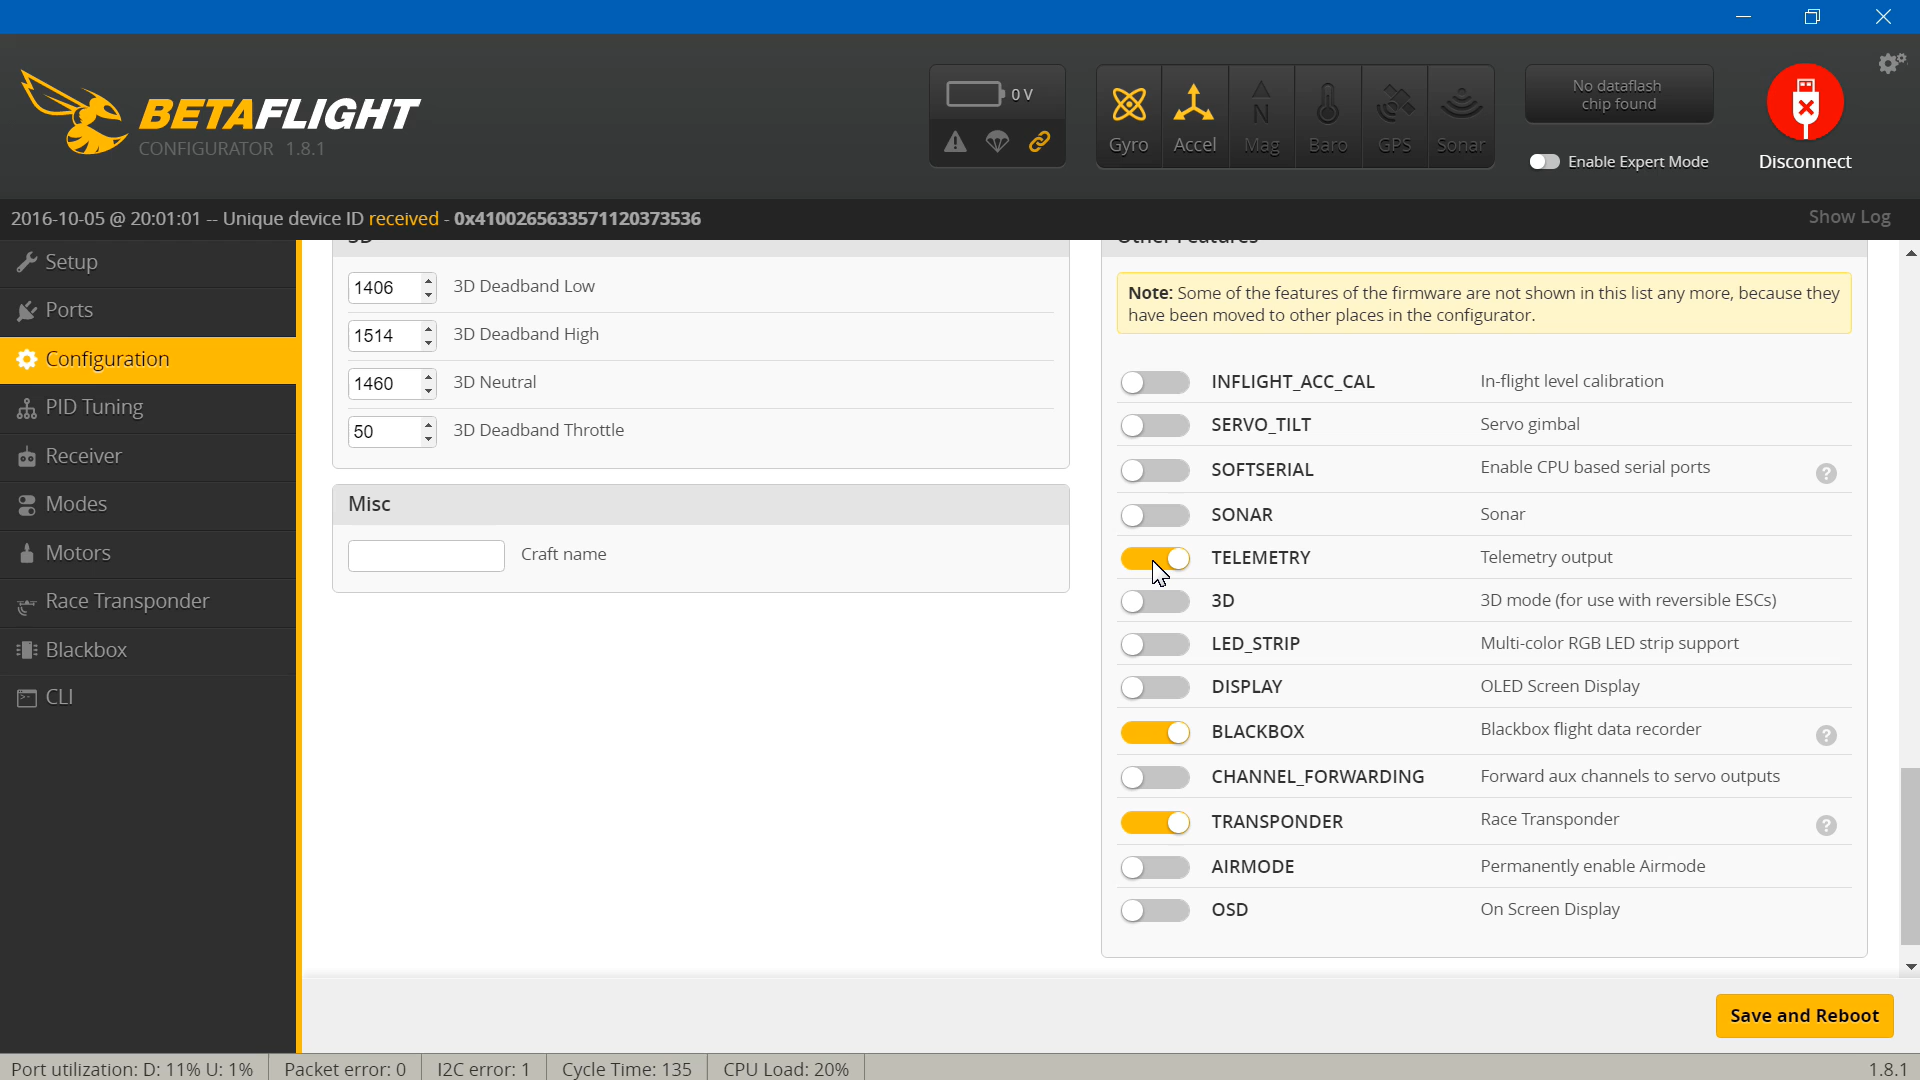 BETAFLIGHT
CONFIGURATOR 1.8.1
0 V
Gyro
Accel
Mag
Baro
GPS
Sonar
No dataflash
chip found
Enable Expert Mode
Disconnect
2016-10-05 @ 20:01:01 -- Unique device ID received - 0x4100265633571120373536
Show Log
Setup
Ports
Configuration
PID Tuning
Receiver
Modes
Motors
Race Transponder
Blackbox
CLI
3D
1406 3D Deadband Low
1514 3D Deadband High
1460 3D Neutral
50 3D Deadband Throttle
Misc
Craft name
Other Features
Note: Some of the features of the firmware are not shown in this list any more, because they
have been moved to other places in the configurator.
INFLIGHT_ACC_CAL In-flight level calibration
SERVO_TILT Servo gimbal
SOFTSERIAL Enable CPU based serial ports ?
SONAR Sonar
TELEMETRY Telemetry output
3D 3D mode (for use with reversible ESCs)
LED_STRIP Multi-color RGB LED strip support
DISPLAY OLED Screen Display
BLACKBOX Blackbox flight data recorder ?
CHANNEL_FORWARDING Forward aux channels to servo outputs
TRANSPONDER Race Transponder ?
AIRMODE Permanently enable Airmode
OSD On Screen Display
Save and Reboot
Port utilization: D: 11% U: 1%
Packet error: 0
I2C error: 1
Cycle Time: 135
CPU Load: 20%
1.8.1